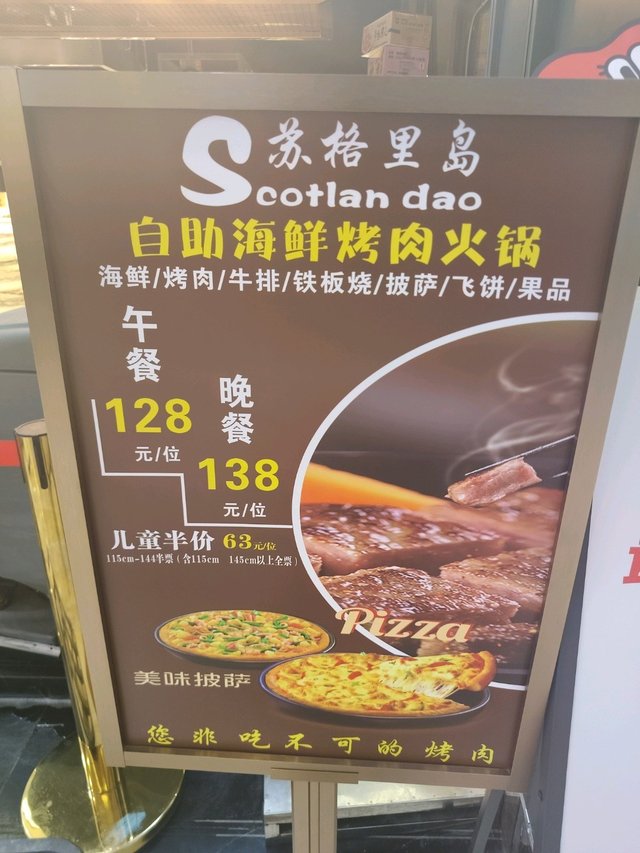 苏格里岛
Scotlan dao
自助海鲜烤肉火锅
海鲜/烤肉/牛排/铁板烧/披萨/飞饼/果品
午餐
128
元/位
晚餐
138
元/位
儿童半价 63元/位
115cm-144半票（含115cm 145cm以上全票）
Pizza
美味披萨
您非吃不可的烤肉